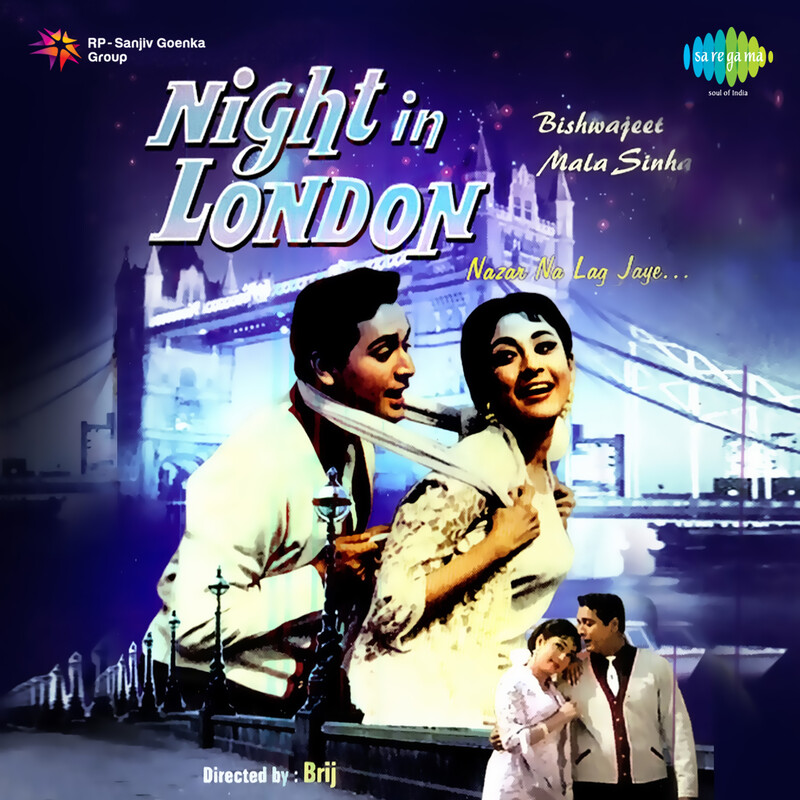 RP-Sanjiv Goenka
Group
sa re ga ma
soul of India
Night in
LONDON
Bishwajeet
Mala Sinha
Nazar Na Lag Jaye...
Directed by : Brij